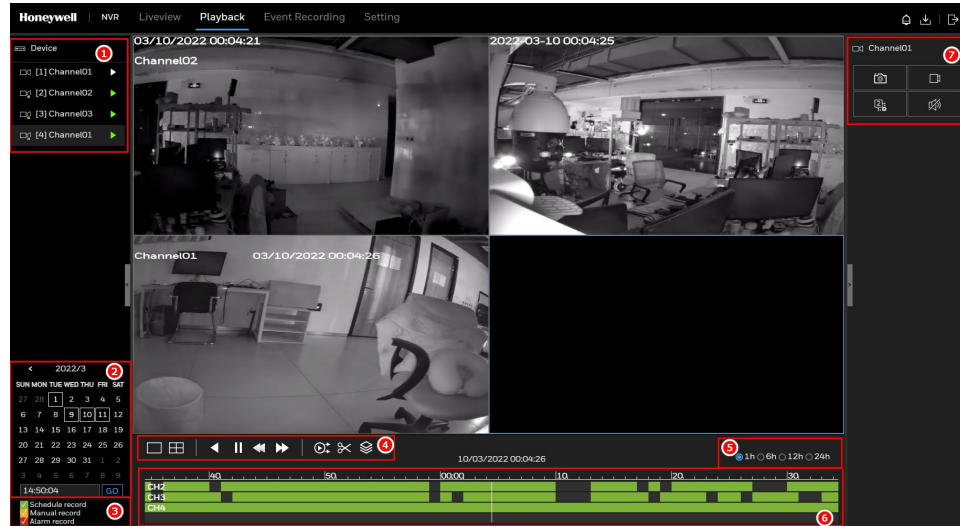 Honeywell | NVR Liveview Playback Event Recording Setting
Device
1
[1] Channel01
[2] Channel02
[3] Channel03
[4] Channel01
03/10/2022 00:04:21
Channel02
2022-03-10 00:04:25
Channel01 03/10/2022 00:04:26
Channel01
7
2022/3
2
SUN MON TUE WED THU FRI SAT
27 28 1 2 3 4 5
6 7 8 9 10 11 12
13 14 15 16 17 18 19
20 21 22 23 24 25 26
27 28 29 30 31 1 2
3 4 5 6 7 8 9
14:50:04 GO
Schedule record
Manual record
Alarm record
3
4
10/03/2022 00:04:26
5
1h 6h 12h 24h
40 50 00:00 10 20 30
CH2
CH3
CH4
6